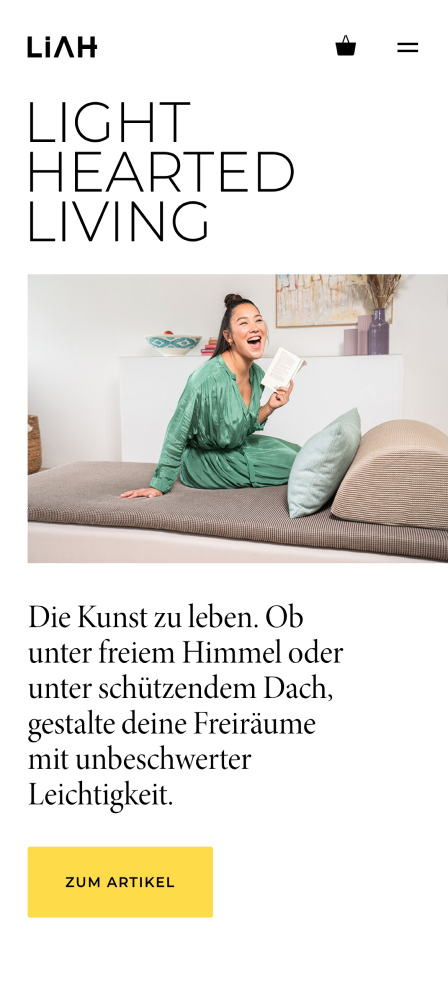 LiAH
LIGHT
HEARTED
LIVING
Die Kunst zu leben. Ob
unter freiem Himmel oder
unter schützendem Dach,
gestalte deine Freiräume
mit unbeschwerter
Leichtigkeit.
ZUM ARTIKEL